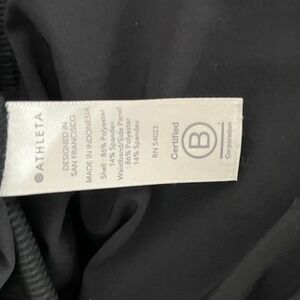 ATHLETA
DESIGNED IN
SAN FRANCISCO
MADE IN INDONESIA
Shell : 86% Polyester
14% Spandex
Waistband/Side Panel
: 86% Polyester
14% Spandex
RN 54023
Certified
B
Corporation